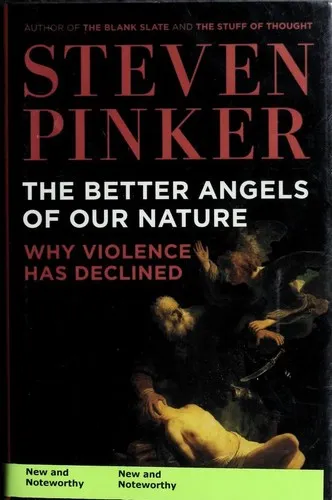 AUTHOR OF THE BLANK SLATE AND THE STUFF OF THOUGHT
STEVEN
PINKER
THE BETTER ANGELS
OF OUR NATURE
WHY VIOLENCE
HAS DECLINED
New and
Noteworthy
New and
Noteworthy